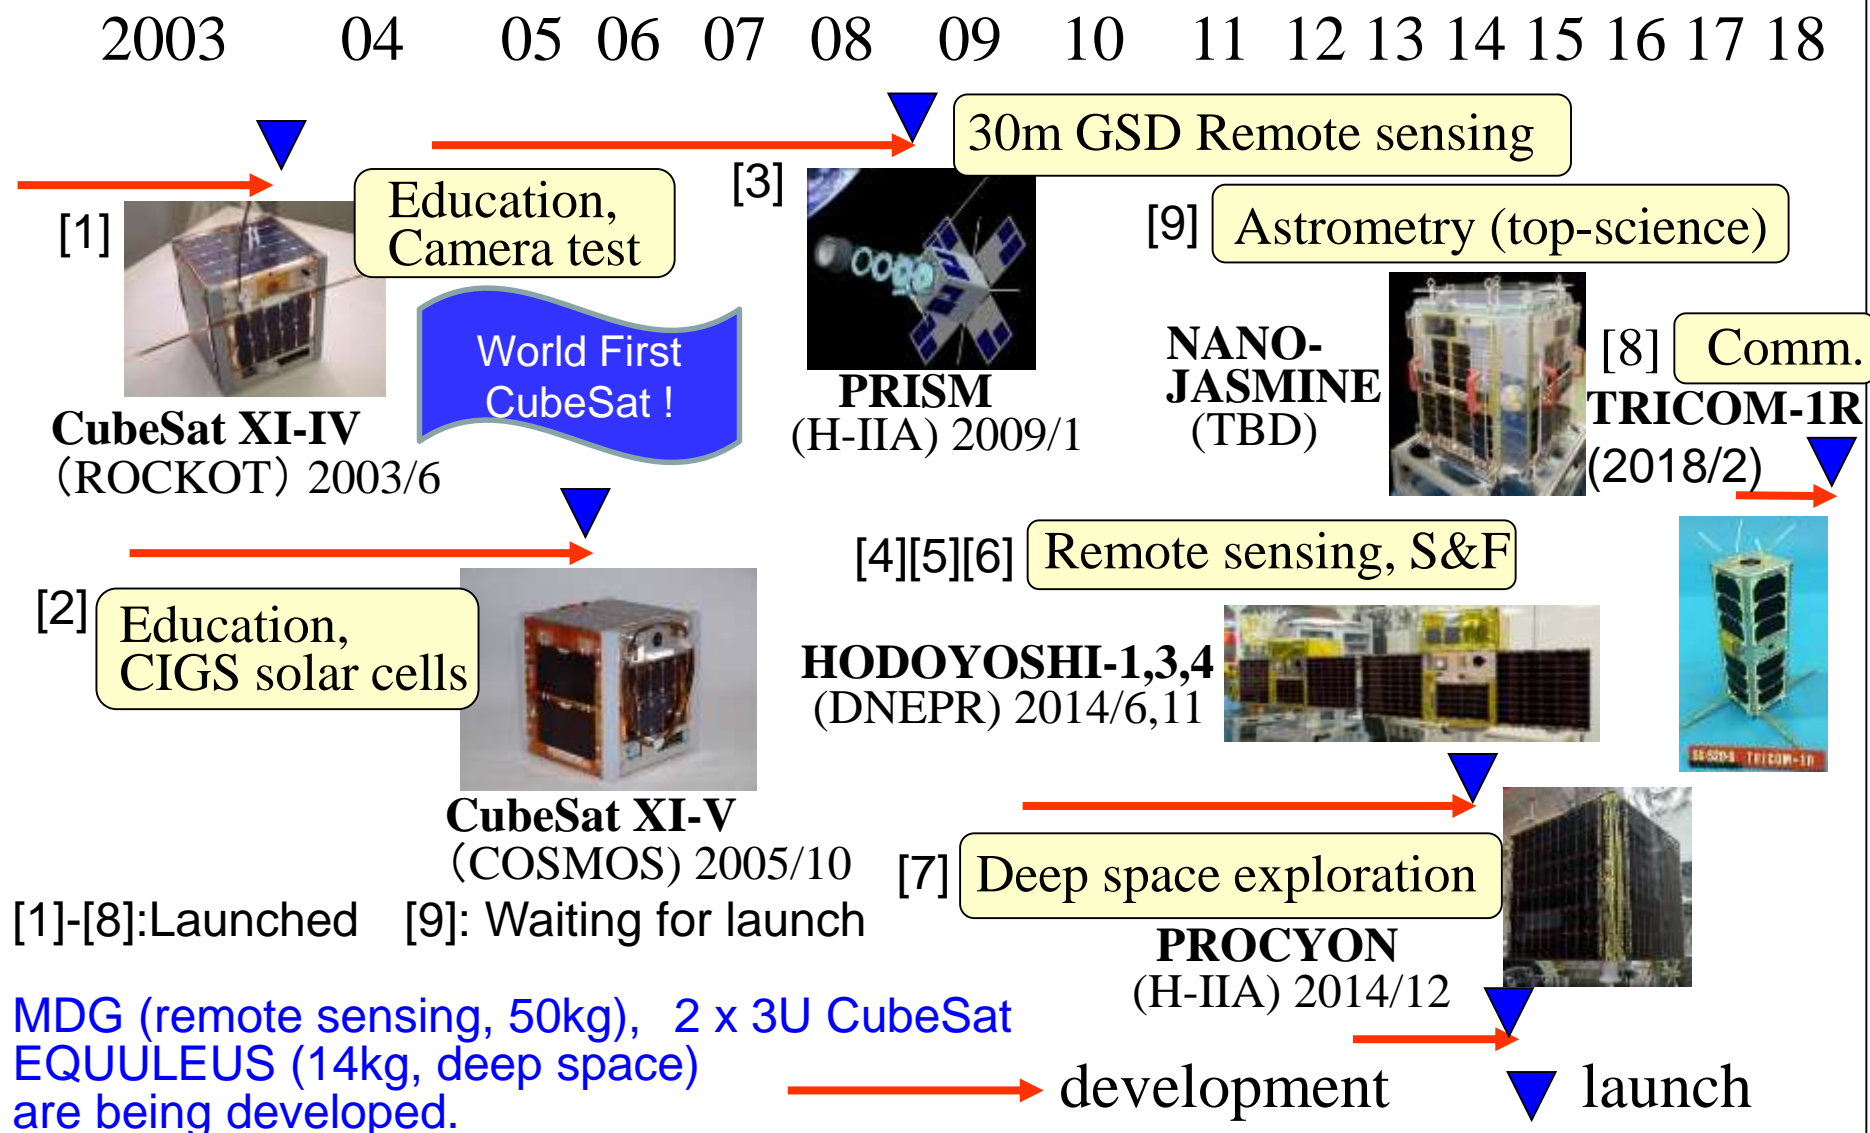 2003 04 05 06 07 08 09 10 11 12 13 14 15 16 17 18
30m GSD Remote sensing
[3]
[1]
Education,
Camera test
[9]
Astrometry (top-science)
World First
CubeSat !
NANO-
JASMINE
(TBD)
[8]
Comm.
PRISM
(H-IIA) 2009/1
TRICOM-1R
(2018/2)
CubeSat XI-IV
（ROCKOT）2003/6
[4][5][6]
Remote sensing, S&F
[2]
Education,
CIGS solar cells
HODOYOSHI-1,3,4
(DNEPR) 2014/6,11
SS-520-5 TRICOM-1R
CubeSat XI-V
（COSMOS) 2005/10
[7]
Deep space exploration
[1]-[8]:Launched [9]: Waiting for launch
PROCYON
(H-IIA) 2014/12
MDG (remote sensing, 50kg), 2 x 3U CubeSat
EQUULEUS (14kg, deep space)
are being developed.
development
launch